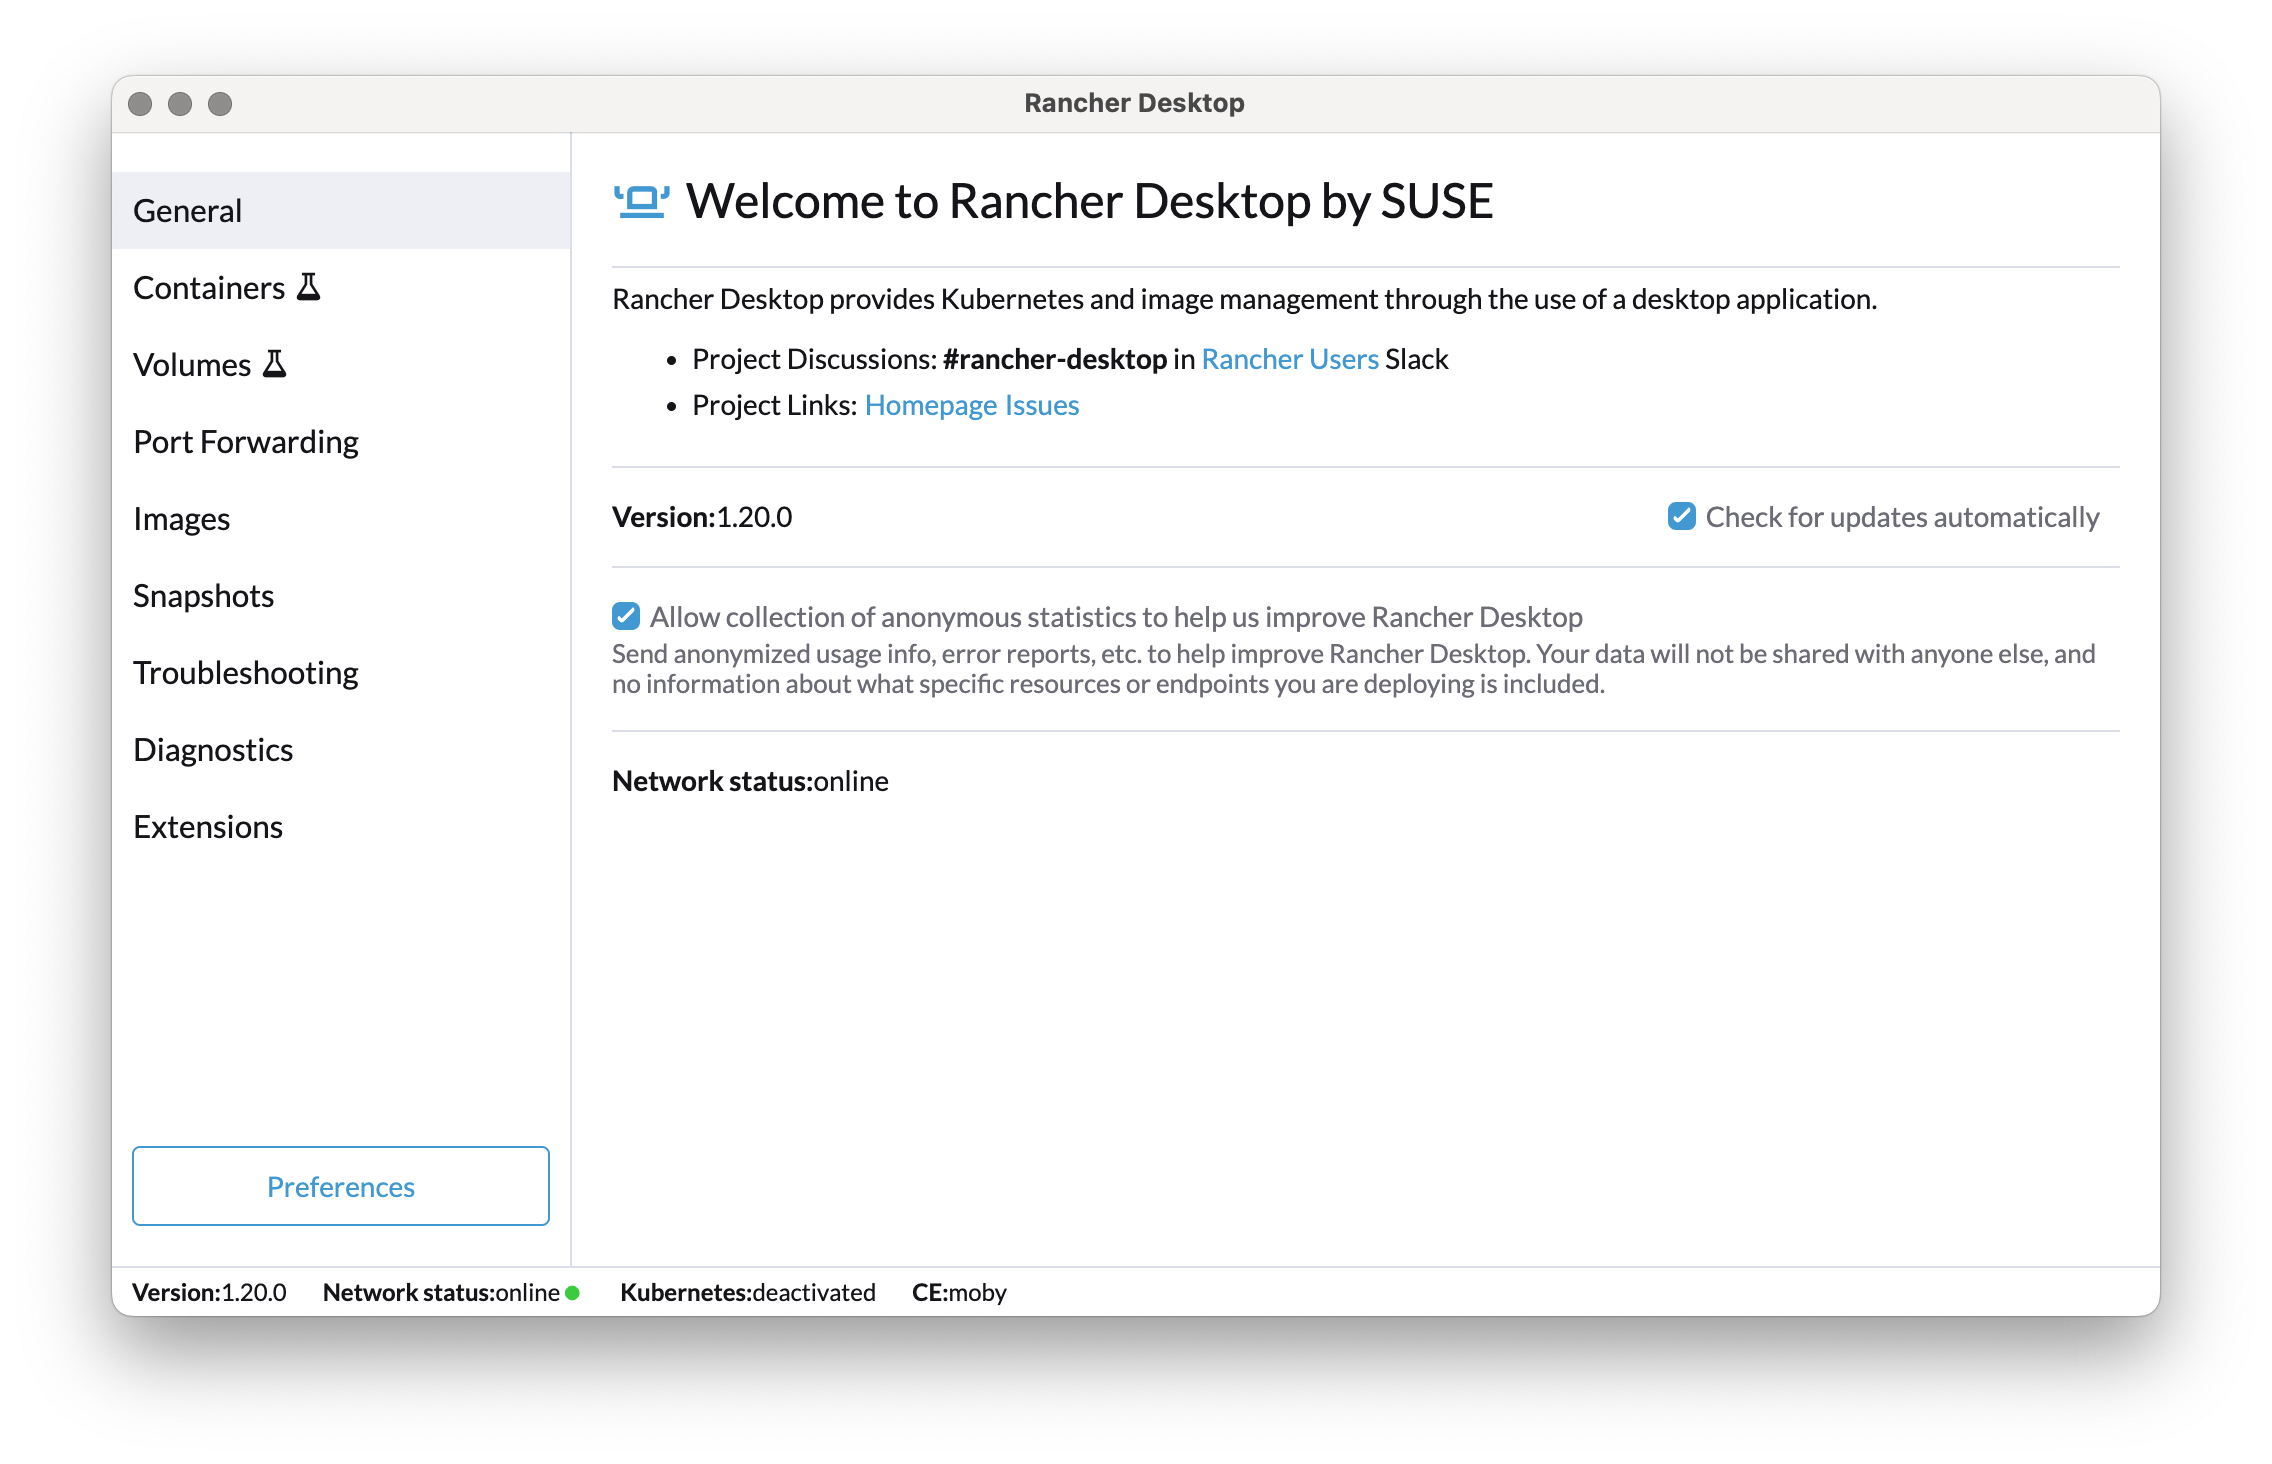 Rancher Desktop
General
Containers
Volumes
Port Forwarding
Images
Snapshots
Troubleshooting
Diagnostics
Extensions
Preferences
Welcome to Rancher Desktop by SUSE
Rancher Desktop provides Kubernetes and image management through the use of a desktop application.
• Project Discussions: #rancher-desktop in Rancher Users Slack
• Project Links: Homepage Issues
Version:1.20.0
Check for updates automatically
Allow collection of anonymous statistics to help us improve Rancher Desktop
Send anonymized usage info, error reports, etc. to help improve Rancher Desktop. Your data will not be shared with anyone else, and
no information about what specific resources or endpoints you are deploying is included.
Network status:online
Version:1.20.0 Network status:online Kubernetes:deactivated CE:moby